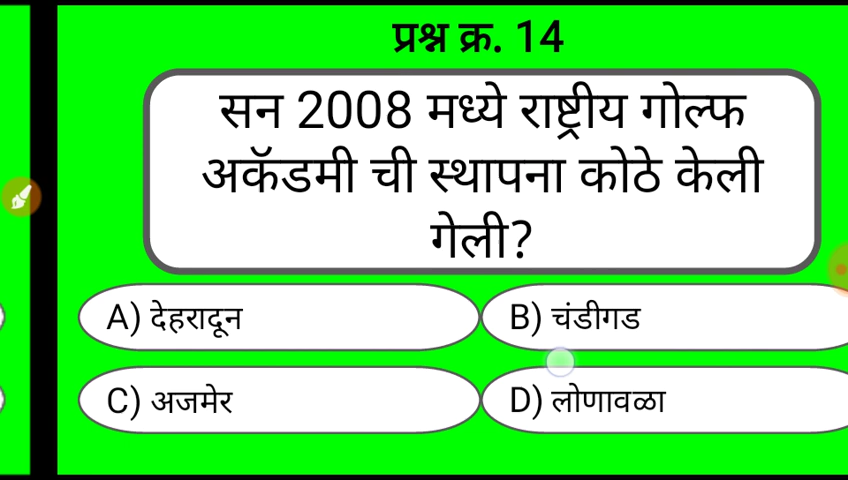 प्रश्न क्र. 14
सन 2008 मध्ये राष्ट्रीय गोल्फ
अकॅडमी ची स्थापना कोठे केली
गेली?
A) देहरादून
B) चंडीगड
C) अजमेर
D) लोणावळा